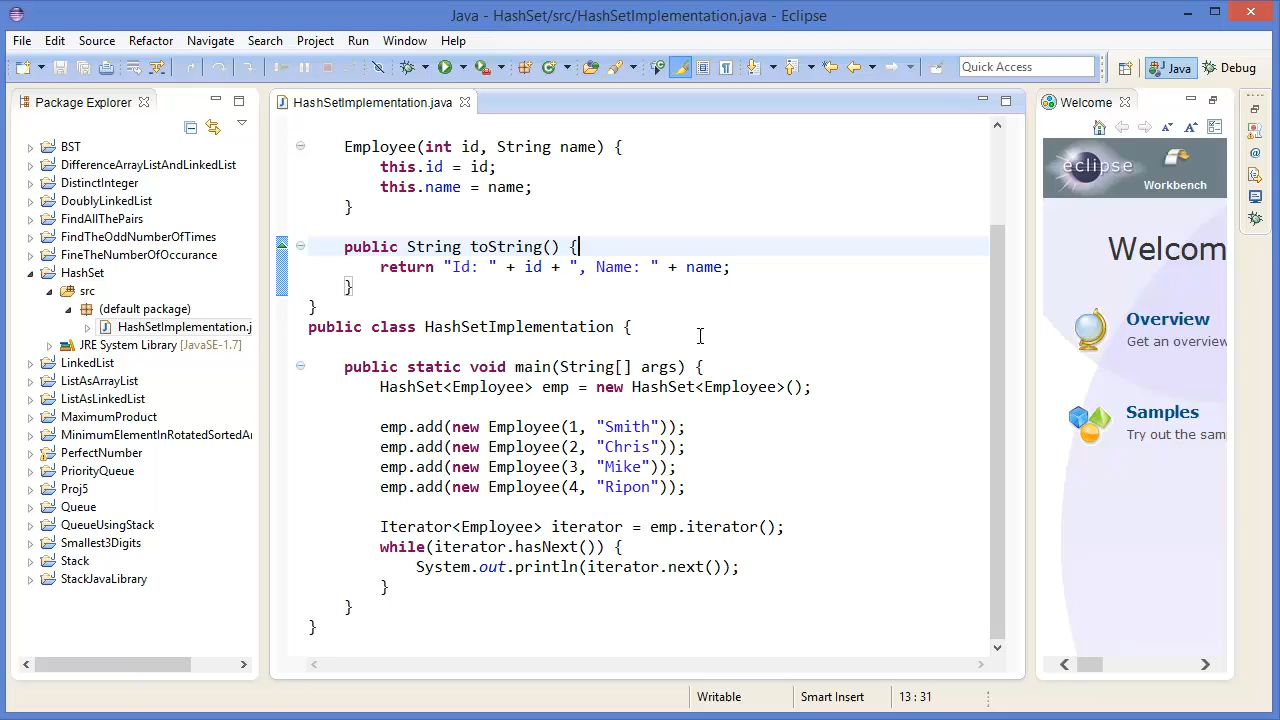 Java - HashSet/src/HashSetImplementation.java - Eclipse
File Edit Source Refactor Navigate Search Project Run Window Help
Quick Access Java Debug
Package Explorer
BST
DifferenceArrayListAndLinkedList
DistinctInteger
DoublyLinkedList
FindAllThePairs
FindTheOddNumberOfTimes
FineTheNumberOfOccurance
HashSet
src
(default package)
HashSetImplementation.j
JRE System Library [JavaSE-1.7]
LinkedList
ListAsArrayList
ListAsLinkedList
MaximumProduct
MinimumElementInRotatedSortedAr
PerfectNumber
PriorityQueue
Proj5
Queue
QueueUsingStack
Smallest3Digits
Stack
StackJavaLibrary
HashSetImplementation.java
Employee(int id, String name) {
this.id = id;
this.name = name;
}
public String toString() {
return "Id: " + id + ", Name: " + name;
}
}
public class HashSetImplementation {
public static void main(String[] args) {
HashSet<Employee> emp = new HashSet<Employee>();
emp.add(new Employee(1, "Smith"));
emp.add(new Employee(2, "Chris"));
emp.add(new Employee(3, "Mike"));
emp.add(new Employee(4, "Ripon"));
Iterator<Employee> iterator = emp.iterator();
while(iterator.hasNext()) {
System.out.println(iterator.next());
}
}
}
Welcome
eclipse
Workbench
Welcom
Overview
Get an overview
Samples
Try out the sam
Writable Smart Insert 13 : 31